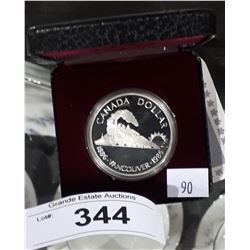 CANADA DOLLAR
1886-VANCOUVER-1986
90
Grande Estate Auctions
Lot#:
344